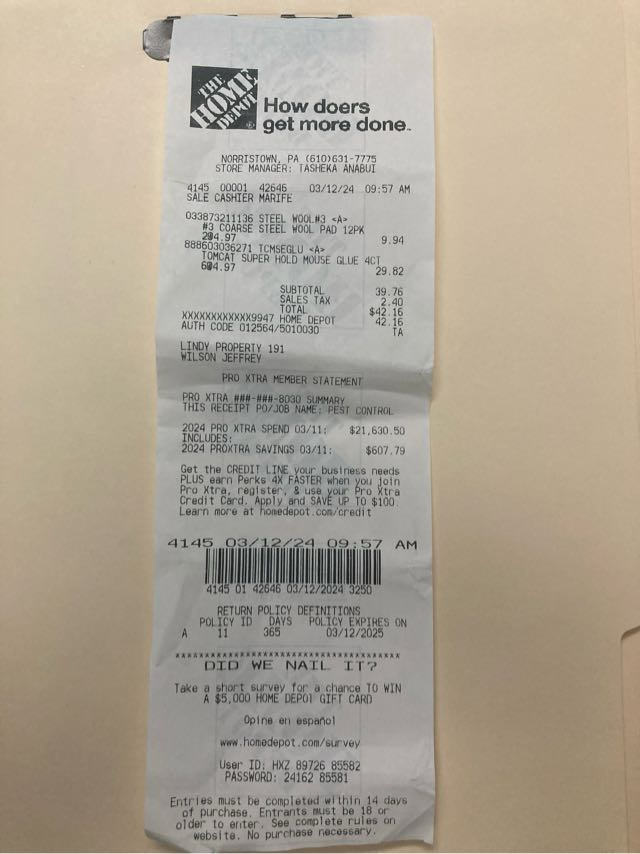 THE
HOME
DEPOT
How doers
get more done.
NORRISTOWN, PA (610)631-7775
STORE MANAGER: TASHEKA ANABUI
4145 00001 42646 03/12/24 09:57 AM
SALE CASHIER MARIFE
033873211136 STEEL WOOL#3 <A>
#3 COARSE STEEL WOOL PAD 12PK
2@4.97 9.94
888603036271 TCMSEGLU <A>
TOMCAT SUPER HOLD MOUSE GLUE 4CT
6@4.97 29.82
SUBTOTAL 39.76
SALES TAX 2.40
TOTAL $42.16
XXXXXXXXXXXX9947 HOME DEPOT 42.16
AUTH CODE 012564/5010030 TA
LINDY PROPERTY 191
WILSON JEFFREY
PRO XTRA MEMBER STATEMENT
PRO XTRA ###-###-8030 SUMMARY
THIS RECEIPT PO/JOB NAME: PEST CONTROL
2024 PRO XTRA SPEND 03/11: $21,630.50
INCLUDES:
2024 PROXTRA SAVINGS 03/11: $607.79
Get the CREDIT LINE your business needs
PLUS earn Perks 4X FASTER when you join
Pro Xtra, register, & use your Pro Xtra
Credit Card. Apply and SAVE UP TO $100.
Learn more at homedepot.com/credit
4145 03/12/24 09:57 AM
4145 01 42646 03/12/2024 3250
RETURN POLICY DEFINITIONS
POLICY ID DAYS POLICY EXPIRES ON
A 11 365 03/12/2025
****************************************
DID WE NAIL IT?
Take a short survey for a chance TO WIN
A $5,000 HOME DEPOT GIFT CARD
Opine en español
www.homedepot.com/survey
User ID: HXZ 89726 85582
PASSWORD: 24162 85581
Entries must be completed within 14 days
of purchase. Entrants must be 18 or
older to enter. See complete rules on
website. No purchase necessary.